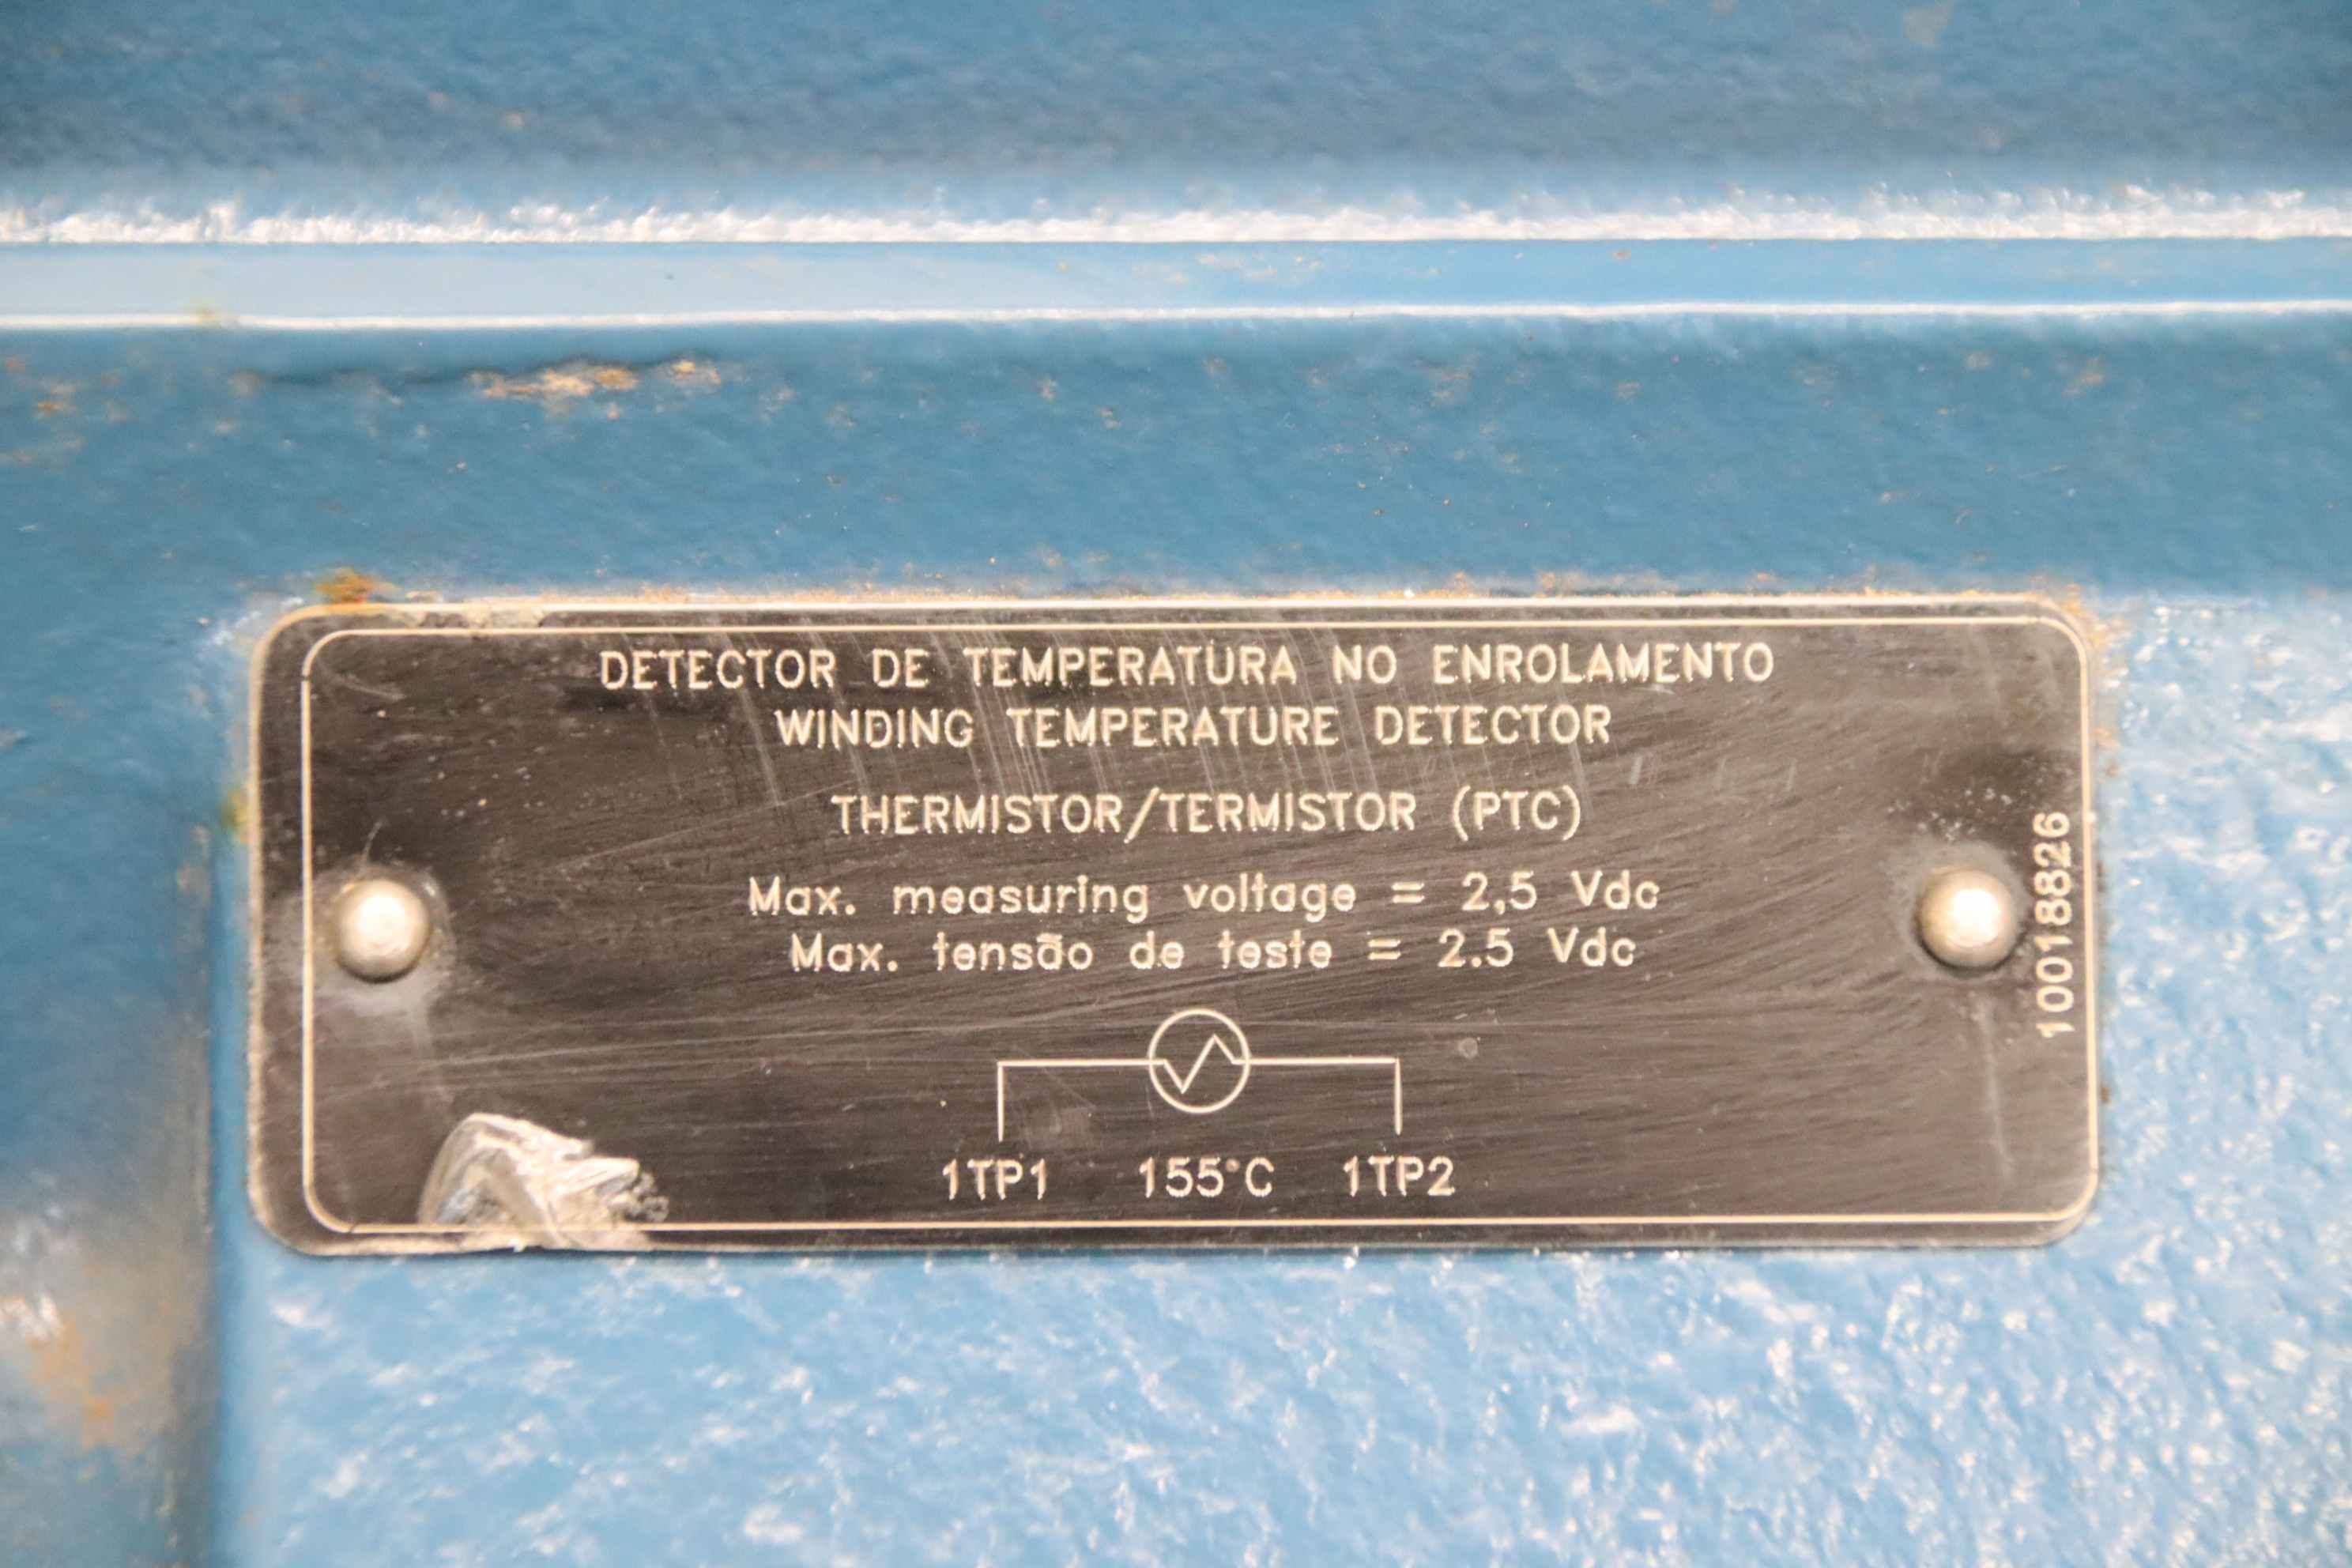 DETECTOR DE TEMPERATURA NO ENROLAMENTO
WINDING TEMPERATURE DETECTOR
THERMISTOR/TERMISTOR (PTC)
Max. measuring voltage = 2,5 Vdc
Max. tensão de teste = 2.5 Vdc
1TP1 155°C 1TP2
10018826